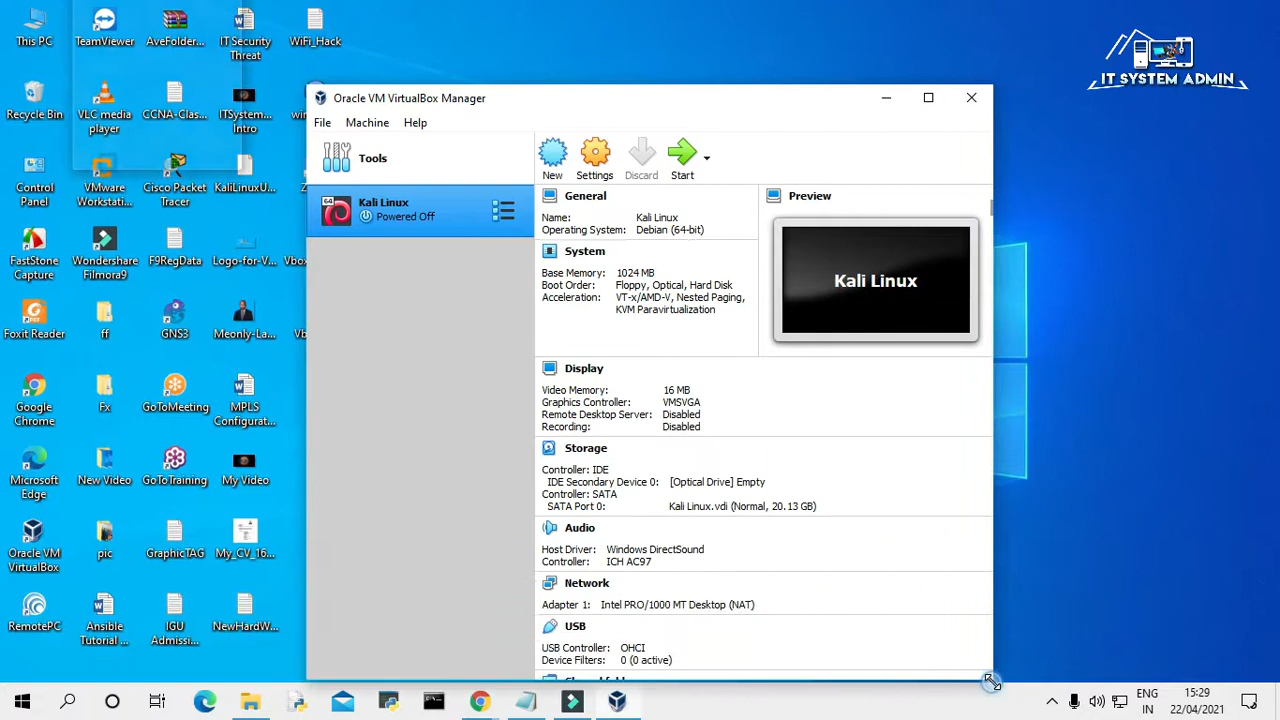 This PC
TeamViewer
AveFolder...
IT Security
Threat
WiFi_Hack
IT SYSTEM ADMIN
Recycle Bin
VLC media
player
CCNA-Clas...
ITSystem...
Intro
Control
Panel
VMware
Workstati...
Cisco Packet
Tracer
KaliLinuxU...
FastStone
Capture
Wondershare
Filmora9
F9RegData
Logo-for-V...
Foxit Reader
ff
GNS3
Meonly-La...
Google
Chrome
Fx
GoToMeeting
MPLS
Configurat...
Microsoft
Edge
New Video
GoToTraining
My Video
Oracle VM
VirtualBox
pic
GraphicTAG
My_CV_16...
RemotePC
Ansible
Tutorial ...
IGU
Admissi...
NewHardW...
Oracle VM VirtualBox Manager
File Machine Help
Tools
New Settings Discard Start
64
Kali Linux
Powered Off
General
Name: Kali Linux
Operating System: Debian (64-bit)
Preview
Kali Linux
System
Base Memory: 1024 MB
Boot Order: Floppy, Optical, Hard Disk
Acceleration: VT-x/AMD-V, Nested Paging,
KVM Paravirtualization
Display
Video Memory: 16 MB
Graphics Controller: VMSVGA
Remote Desktop Server: Disabled
Recording: Disabled
Storage
Controller: IDE
IDE Secondary Device 0: [Optical Drive] Empty
Controller: SATA
SATA Port 0: Kali Linux.vdi (Normal, 20.13 GB)
Audio
Host Driver: Windows DirectSound
Controller: ICH AC97
Network
Adapter 1: Intel PRO/1000 MT Desktop (NAT)
USB
USB Controller: OHCI
Device Filters: 0 (0 active)
ENG
IN
15:29
22/04/2021